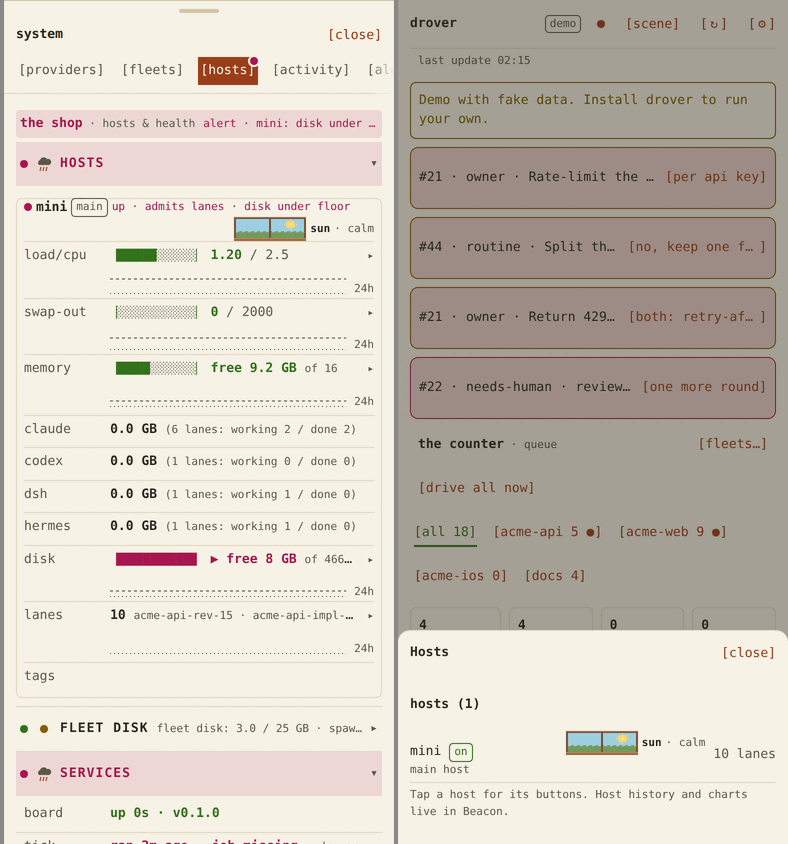 system
[close]
[providers] [fleets] [hosts] [activity] [al
the shop · hosts & health alert · mini: disk under …
HOSTS ▾
mini main up · admits lanes · disk under floor
sun · calm
load/cpu 1.20 / 2.5 ▸
24h
swap-out 0 / 2000
24h
memory free 9.2 GB of 16 ▸
24h
claude 0.0 GB (6 lanes: working 2 / done 2)
codex 0.0 GB (1 lanes: working 0 / done 0)
dsh 0.0 GB (1 lanes: working 1 / done 0)
hermes 0.0 GB (1 lanes: working 1 / done 0)
disk ▶ free 8 GB of 466… ▸
24h
lanes 10 acme-api-rev-15 · acme-api-impl-… ▸
24h
tags
FLEET DISK fleet disk: 3.0 / 25 GB · spaw… ▸
SERVICES ▾
board up 0s · v0.1.0
drover demo ● [scene] [↻] [⚙]
last update 02:15
Demo with fake data. Install drover to run
your own.
#21 · owner · Rate-limit the … [per api key]
#44 · routine · Split th… [no, keep one f… ]
#21 · owner · Return 429… [both: retry-af… ]
#22 · needs-human · review… [one more round]
the counter · queue [fleets…]
[drive all now]
[all 18] [acme-api 5 ●] [acme-web 9 ●]
[acme-ios 0] [docs 4]
4 4 0 0
Hosts [close]
hosts (1)
mini on sun · calm 10 lanes
main host
Tap a host for its buttons. Host history and charts
live in Beacon.